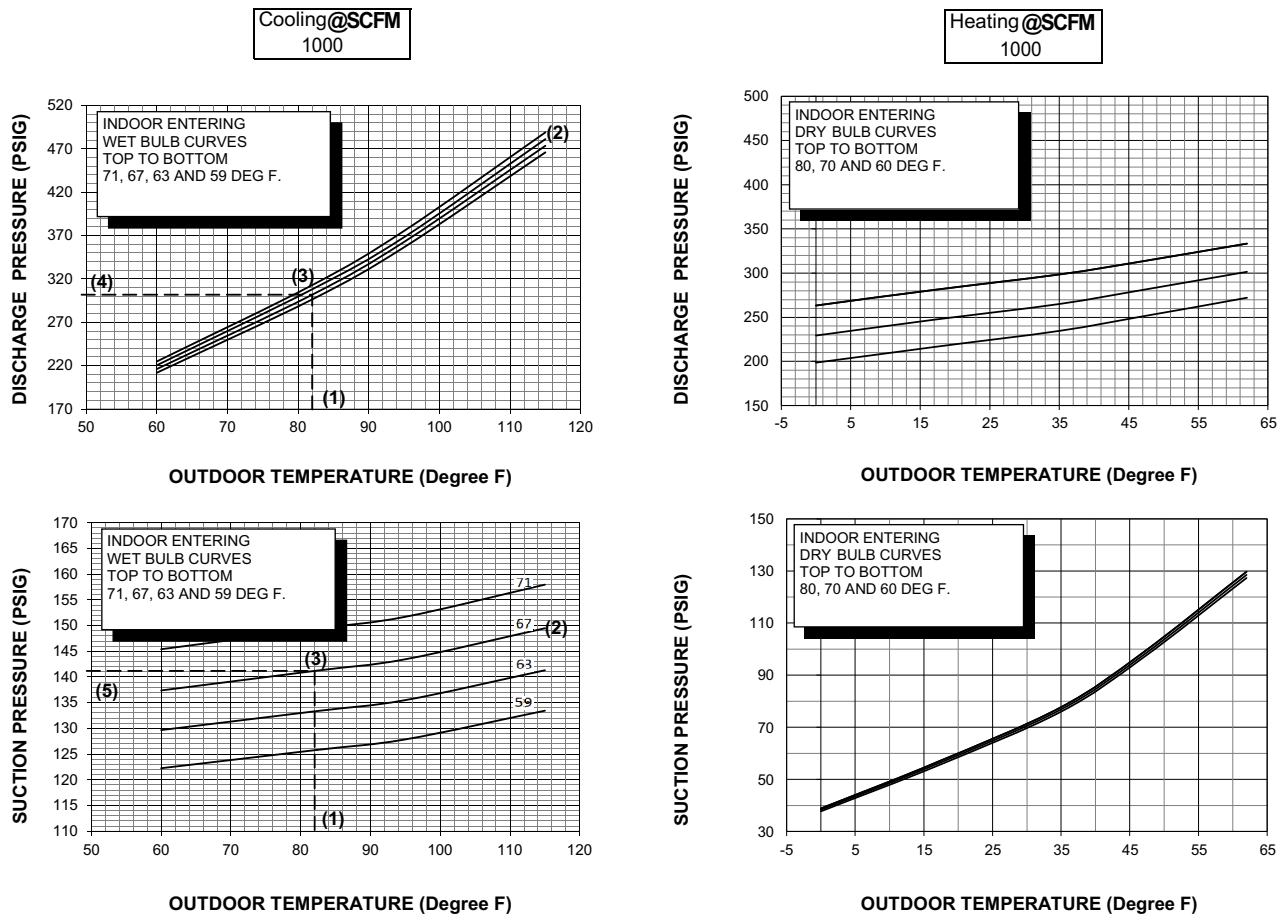 Cooling@SCFM
1000
Heating@SCFM
1000
DISCHARGE PRESSURE (PSIG)
520
470
420
370
320
270
220
170
INDOOR ENTERING
WET BULB CURVES
TOP TO BOTTOM
71, 67, 63 AND 59 DEG F.
(2)
(3)
(4)
(1)
50 60 70 80 90 100 110 120
OUTDOOR TEMPERATURE (Degree F)
DISCHARGE PRESSURE (PSIG)
500
450
400
350
300
250
200
150
INDOOR ENTERING
DRY BULB CURVES
TOP TO BOTTOM
80, 70 AND 60 DEG F.
-5 5 15 25 35 45 55 65
OUTDOOR TEMPERATURE (Degree F)
SUCTION PRESSURE (PSIG)
170
165
160
155
150
145
140
135
130
125
120
115
110
INDOOR ENTERING
WET BULB CURVES
TOP TO BOTTOM
71, 67, 63 AND 59 DEG F.
71
67
(2)
(3)
63
(5)
59
(1)
50 60 70 80 90 100 110 120
OUTDOOR TEMPERATURE (Degree F)
SUCTION PRESSURE (PSIG)
150
130
110
90
70
50
30
INDOOR ENTERING
DRY BULB CURVES
TOP TO BOTTOM
80, 70 AND 60 DEG F.
-5 5 15 25 35 45 55 65
OUTDOOR TEMPERATURE (Degree F)